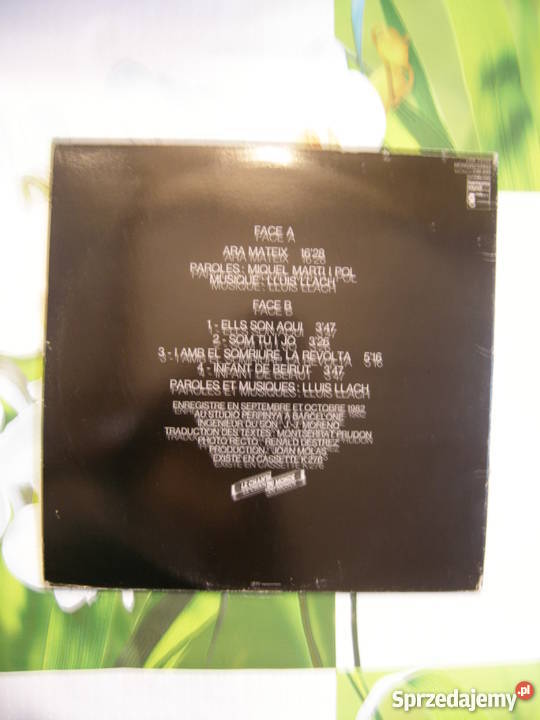 FACE A
ARA MATEIX 16'28
PAROLES : MIQUEL MARTI I POL
MUSIQUE : LLUIS LLACH
FACE B
1 - ELLS SON AQUI 3'47
2 - SOM TU I JO 3'26
3 - I AMB EL SOMRIURE, LA REVOLTA 5'16
4 - INFANT DE BEIRUT 3'47
PAROLES ET MUSIQUES : LLUIS LLACH
ENREGISTRE EN SEPTEMBRE ET OCTOBRE 1982
AU STUDIO PERPINYA A BARCELONE
INGENIEUR DU SON : J.-J. MORENO
TRADUCTION DES TEXTES : MONTSERRAT PRUDON
PHOTO RECTO : RENALD DESTREZ
PRODUCTION : JOAN MOLAS
EXISTE EN CASSETTE K 276
LE CHANT DU MONDE
Sprzedajemy.pl